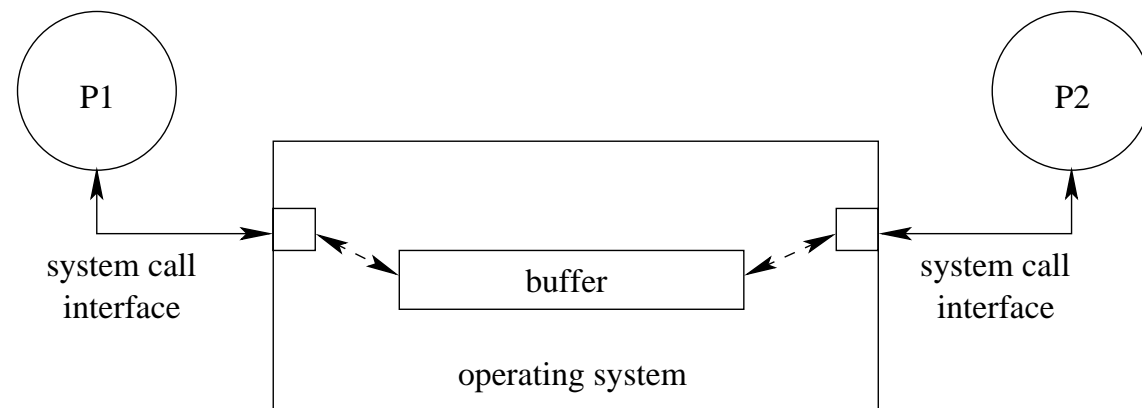 P1
P2
system call
interface
buffer
system call
interface
operating system